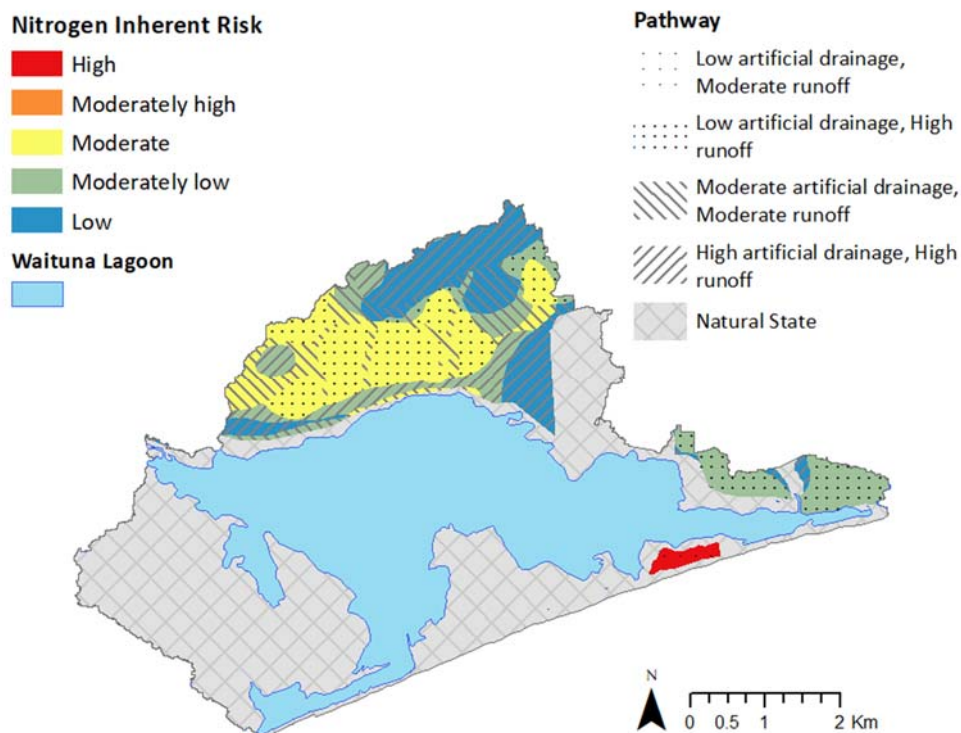 Nitrogen Inherent Risk
High
Moderately high
Moderate
Moderately low
Low
Waituna Lagoon
Pathway
Low artificial drainage,
Moderate runoff
Low artificial drainage, High
runoff
Moderate artificial drainage,
Moderate runoff
High artificial drainage, High
runoff
Natural State
N
0 0.5 1 2 Km